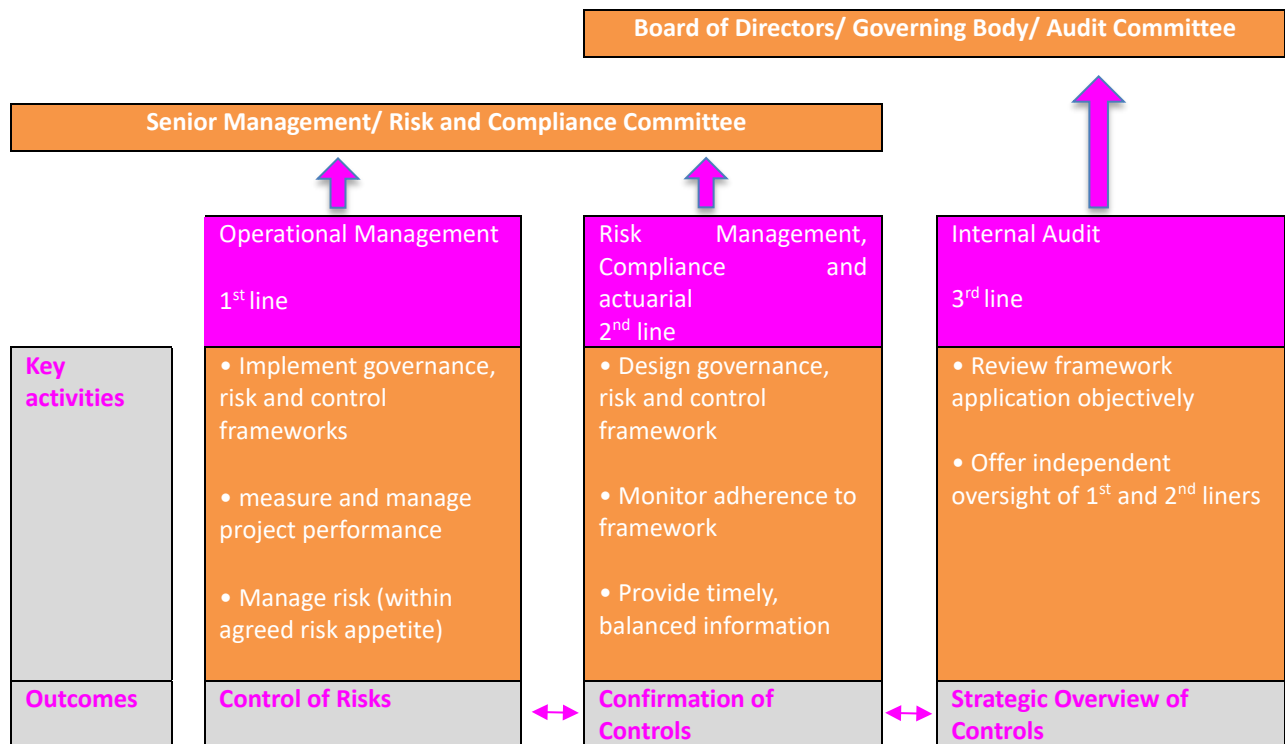 Board of Directors/ Governing Body/ Audit Committee
Senior Management/ Risk and Compliance Committee
Operational Management
1st line
Risk Management,
Compliance and
actuarial
2nd line
Internal Audit
3rd line
Key
activities
• Implement governance,
risk and control
frameworks
• measure and manage
project performance
• Manage risk (within
agreed risk appetite)
• Design governance,
risk and control
framework
• Monitor adherence to
framework
• Provide timely,
balanced information
• Review framework
application objectively
• Offer independent
oversight of 1st and 2nd liners
Outcomes
Control of Risks
Confirmation of
Controls
Strategic Overview of
Controls